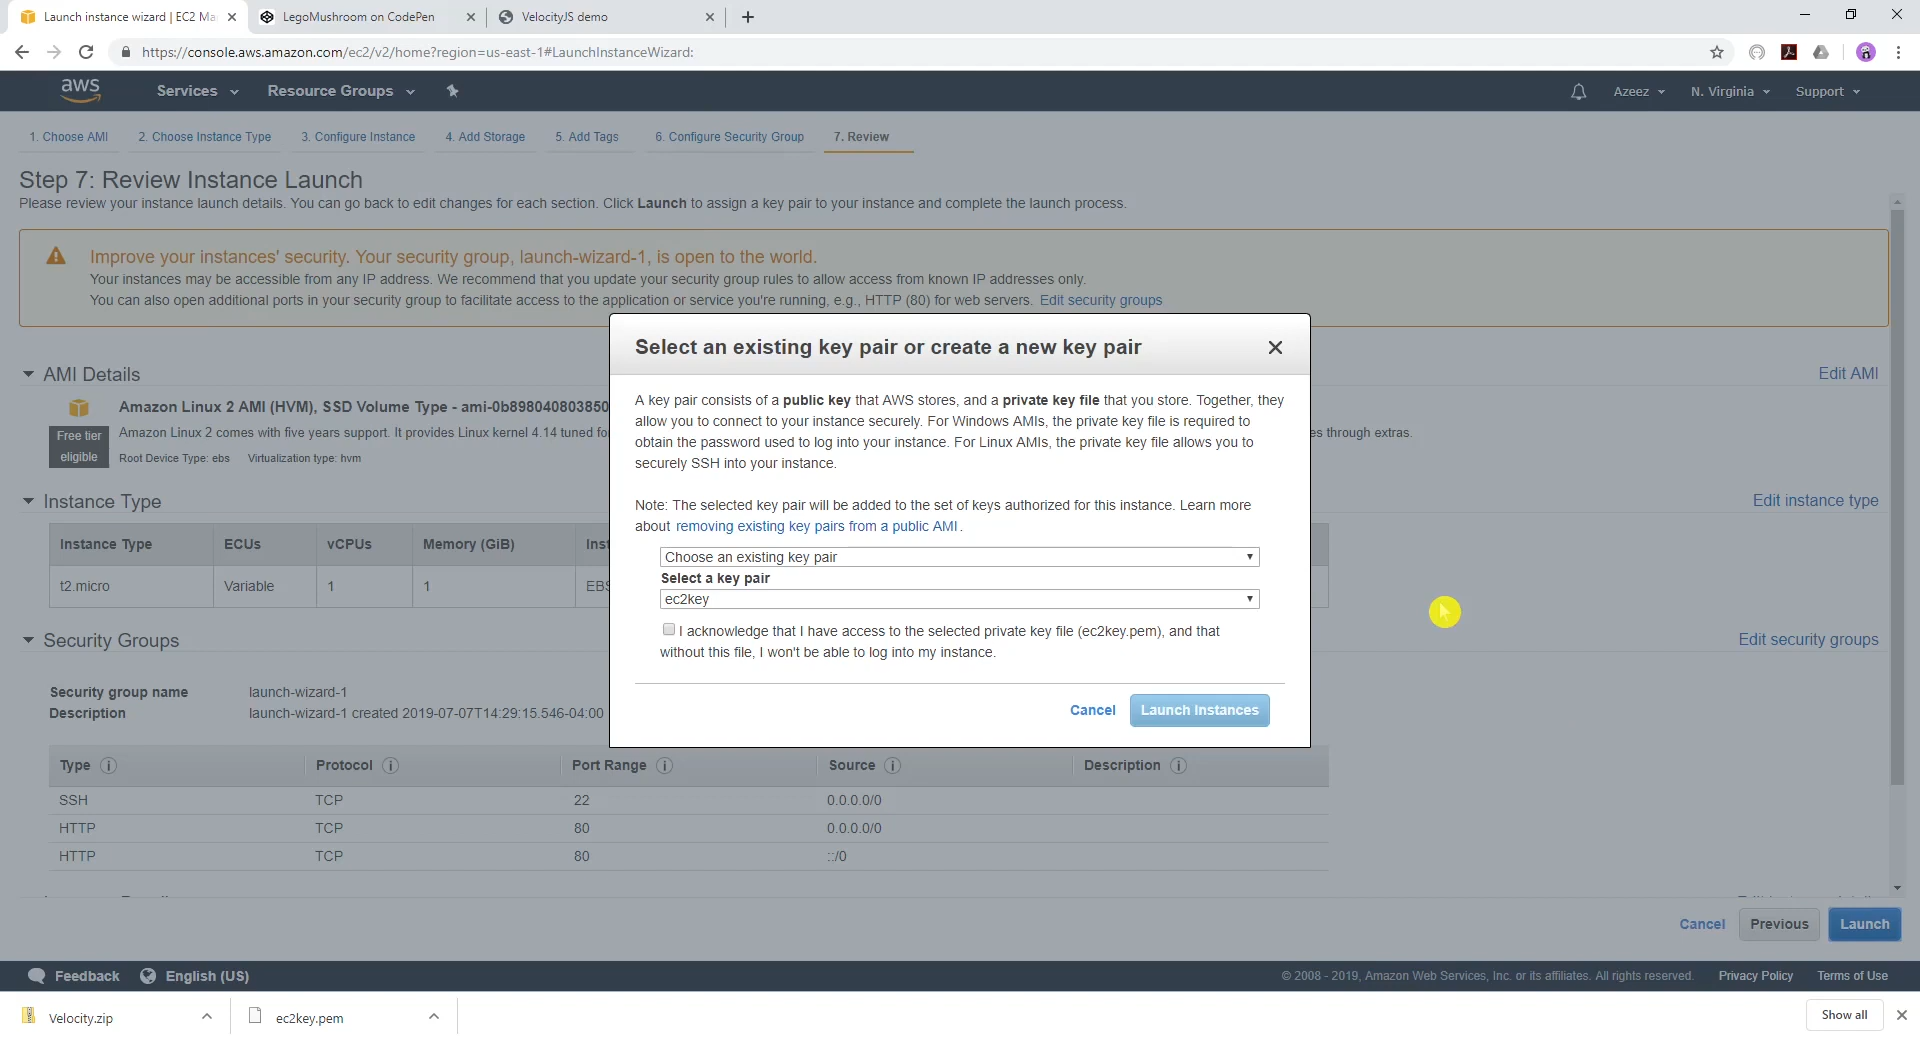 Launch instance wizard | EC2 Ma
LegoMushroom on CodePen
VelocityJS demo
https://console.aws.amazon.com/ec2/v2/home?region=us-east-1#LaunchInstanceWizard:
aws
Services
Resource Groups
Azeez
N. Virginia
Support
1. Choose AMI
2. Choose Instance Type
3. Configure Instance
4. Add Storage
5. Add Tags
6. Configure Security Group
7. Review
Step 7: Review Instance Launch
Please review your instance launch details. You can go back to edit changes for each section. Click Launch to assign a key pair to your instance and complete the launch process.
Improve your instances' security. Your security group, launch-wizard-1, is open to the world.
Your instances may be accessible from any IP address. We recommend that you update your security group rules to allow access from known IP addresses only.
You can also open additional ports in your security group to facilitate access to the application or service you're running, e.g., HTTP (80) for web servers. Edit security groups
AMI Details
Edit AMI
Amazon Linux 2 AMI (HVM), SSD Volume Type - ami-0b898040803850
Free tier
eligible
Amazon Linux 2 comes with five years support. It provides Linux kernel 4.14 tuned fo
es through extras.
Root Device Type: ebs
Virtualization type: hvm
Instance Type
Edit instance type
Instance Type
ECUs
vCPUs
Memory (GiB)
Inst
t2.micro
Variable
1
1
EBS
Security Groups
Edit security groups
Security group name
launch-wizard-1
Description
launch-wizard-1 created 2019-07-07T14:29:15.546-04:00
Type
Protocol
Port Range
Source
Description
SSH
TCP
22
0.0.0.0/0
HTTP
TCP
80
0.0.0.0/0
HTTP
TCP
80
::/0
Select an existing key pair or create a new key pair
A key pair consists of a public key that AWS stores, and a private key file that you store. Together, they
allow you to connect to your instance securely. For Windows AMIs, the private key file is required to
obtain the password used to log into your instance. For Linux AMIs, the private key file allows you to
securely SSH into your instance.
Note: The selected key pair will be added to the set of keys authorized for this instance. Learn more
about removing existing key pairs from a public AMI.
Choose an existing key pair
Select a key pair
ec2key
I acknowledge that I have access to the selected private key file (ec2key.pem), and that
without this file, I won't be able to log into my instance.
Cancel
Launch Instances
Cancel
Previous
Launch
Feedback
English (US)
© 2008 - 2019, Amazon Web Services, Inc. or its affiliates. All rights reserved.
Privacy Policy
Terms of Use
Velocity.zip
ec2key.pem
Show all